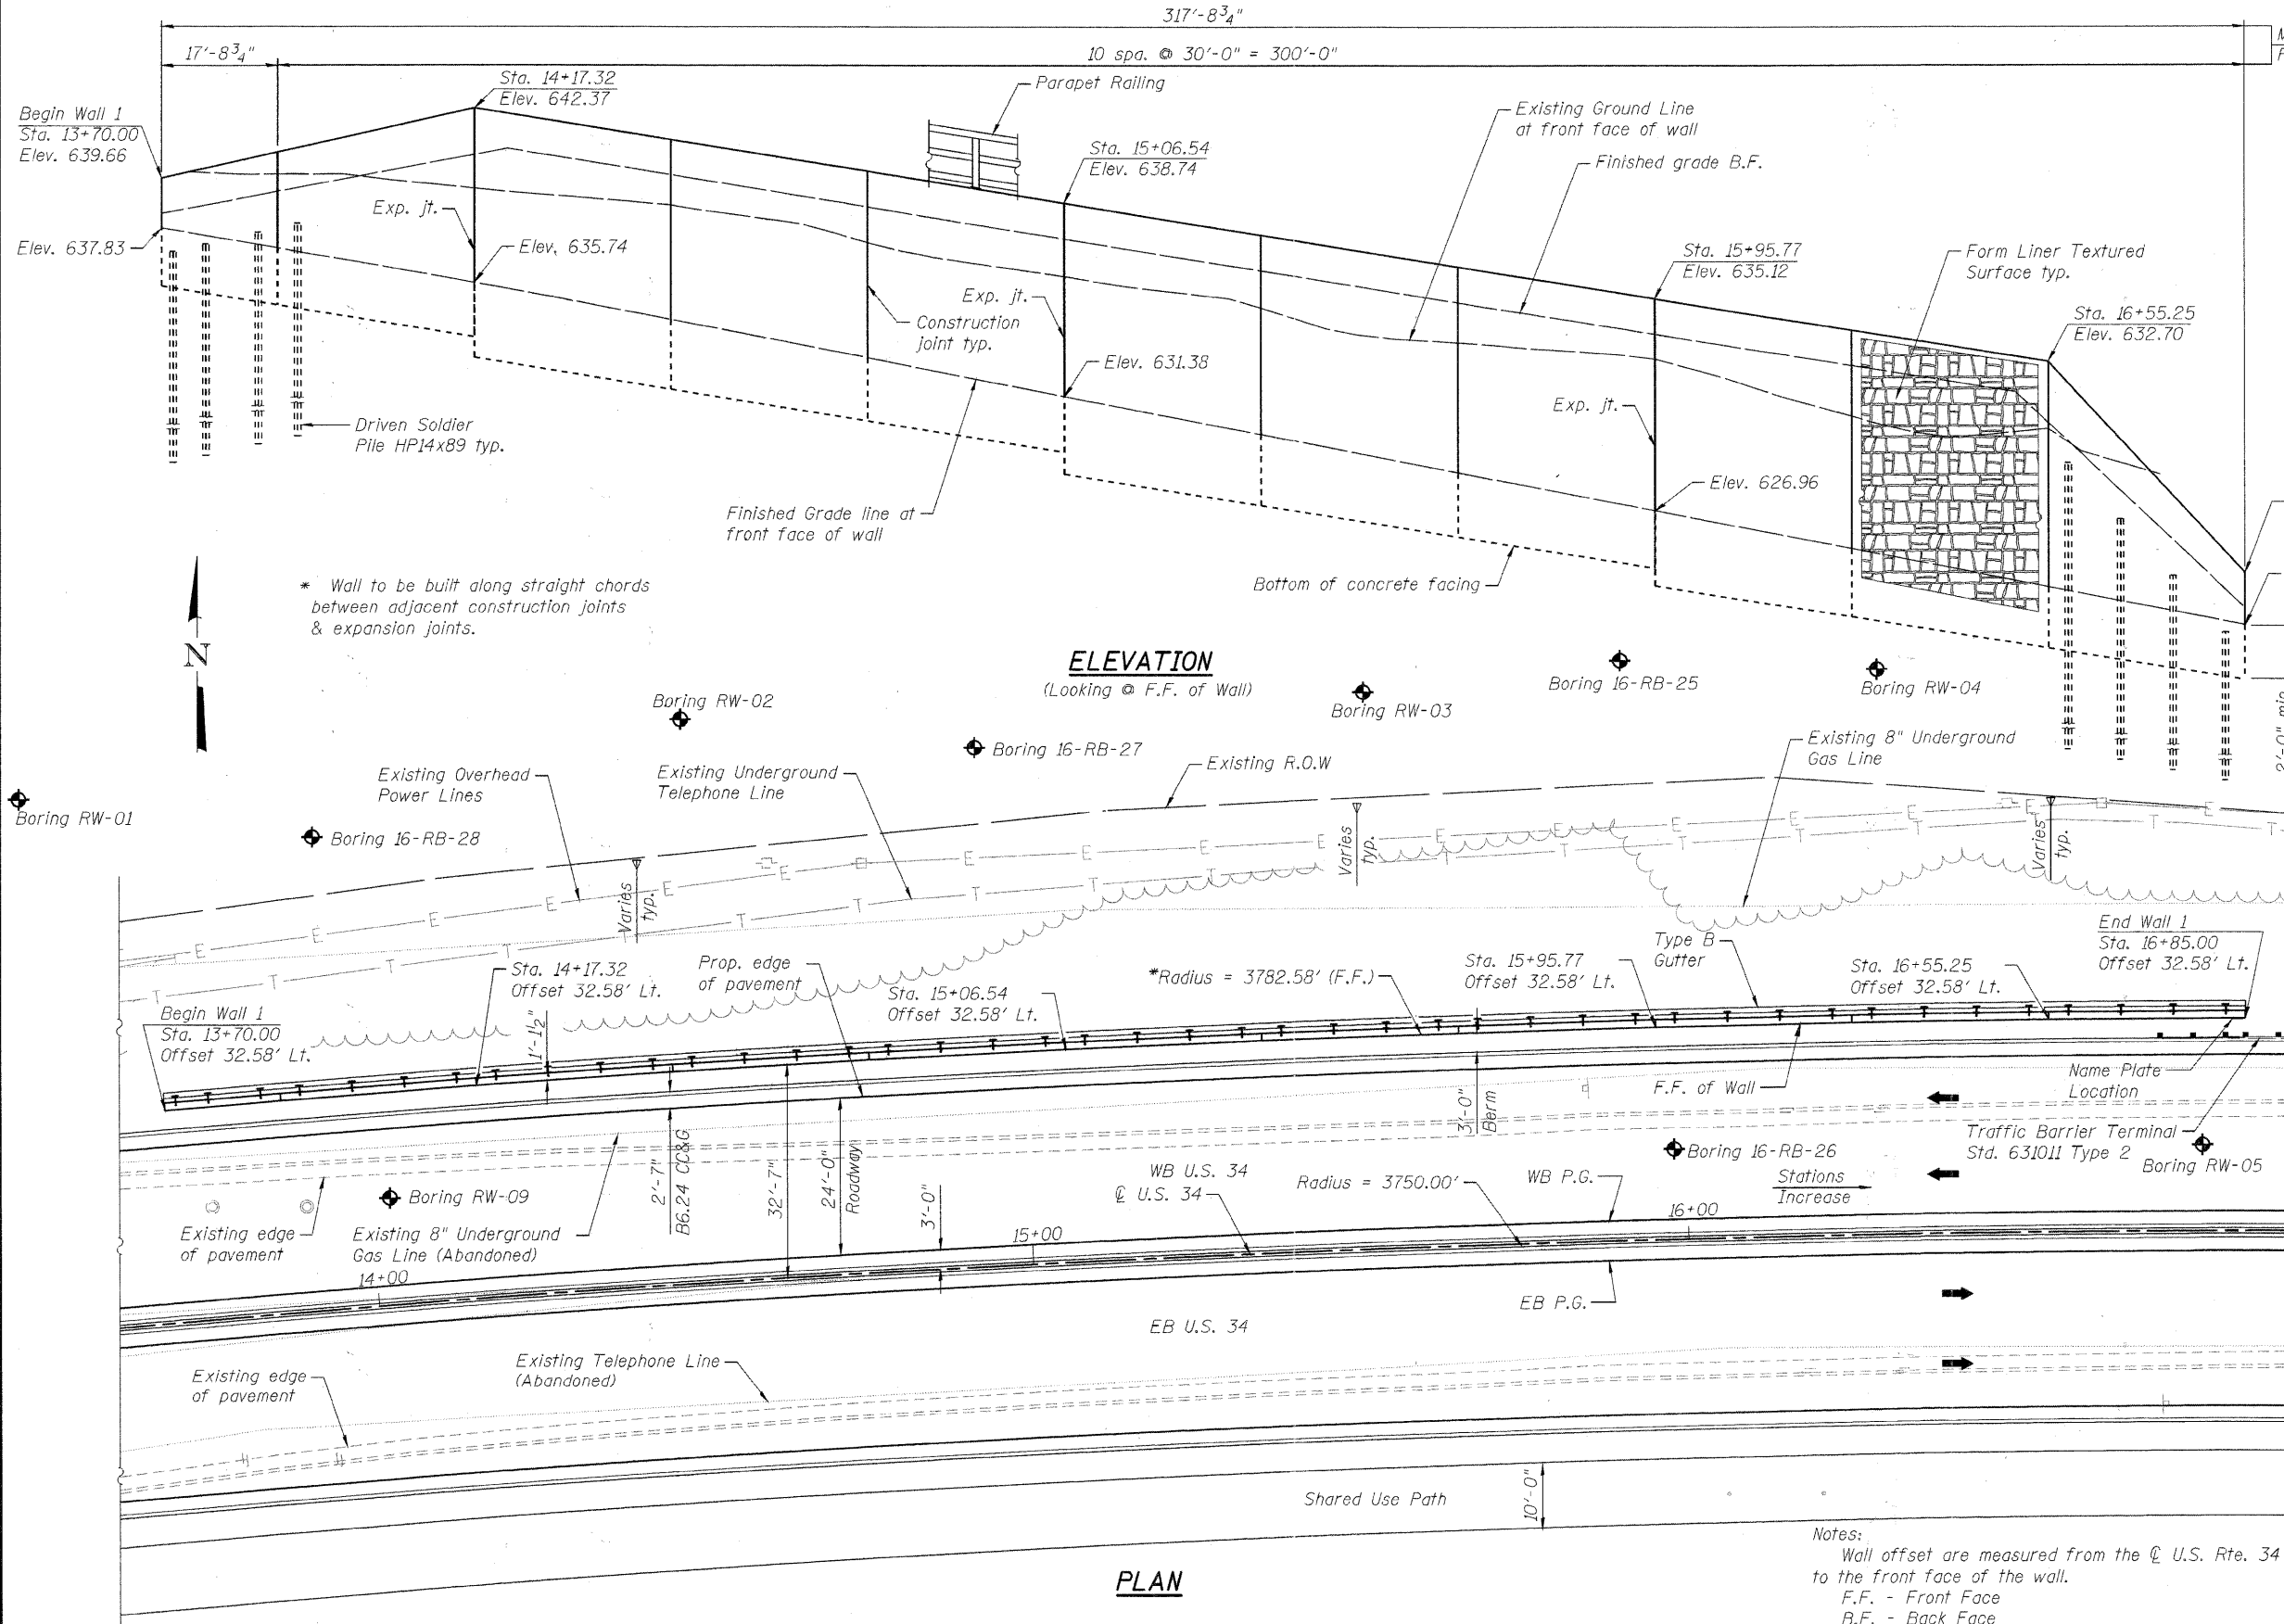 317'-8 3/4"
17'-8 3/4"
10 spa. @ 30'-0" = 300'-0"
Begin Wall 1
Sta. 13+70.00
Elev. 639.66
Sta. 14+17.32
Elev. 642.37
Parapet Railing
Existing Ground Line
at front face of wall
Finished grade B.F.
Sta. 15+06.54
Elev. 638.74
Exp. jt.
Elev. 637.83
Elev. 635.74
Sta. 15+95.77
Elev. 635.12
Form Liner Textured
Surface typ.
Exp. jt.
Construction
joint typ.
Sta. 16+55.25
Elev. 632.70
Elev. 631.38
Exp. jt.
Driven Soldier
Pile HP14x89 typ.
Elev. 626.96
Finished Grade line at
front face of wall
* Wall to be built along straight chords
between adjacent construction joints
& expansion joints.
Bottom of concrete facing
N
ELEVATION
(Looking @ F.F. of Wall)
2'-0" min.
Boring RW-02
Boring RW-03
Boring 16-RB-25
Boring RW-04
Boring 16-RB-27
Existing Overhead
Power Lines
Existing Underground
Telephone Line
Existing R.O.W
Existing 8" Underground
Gas Line
Boring RW-01
Boring 16-RB-28
Varies
typ.
Varies
typ.
Varies
typ.
Begin Wall 1
Sta. 13+70.00
Offset 32.58' Lt.
Sta. 14+17.32
Offset 32.58' Lt.
Prop. edge
of pavement
Sta. 15+06.54
Offset 32.58' Lt.
*Radius = 3782.58' (F.F.)
Sta. 15+95.77
Offset 32.58' Lt.
Type B
Gutter
Sta. 16+55.25
Offset 32.58' Lt.
End Wall 1
Sta. 16+85.00
Offset 32.58' Lt.
1'-1 1/2"
F.F. of Wall
Name Plate
Location
3'-0"
Berm
2'-7"
B6.24 CC&G
32'-7"
24'-0"
Roadway
3'-0"
Boring RW-09
Existing edge
of pavement
Existing 8" Underground
Gas Line (Abandoned)
WB U.S. 34
℄ U.S. 34
Radius = 3750.00'
WB P.G.
Boring 16-RB-26
Stations
Increase
Traffic Barrier Terminal
Std. 631011 Type 2
Boring RW-05
14+00
15+00
16+00
EB P.G.
EB U.S. 34
Existing edge
of pavement
Existing Telephone Line
(Abandoned)
Shared Use Path
10'-0"
PLAN
Notes:
Wall offset are measured from the ℄ U.S. Rte. 34
to the front face of the wall.
F.F. - Front Face
B.F. - Back Face